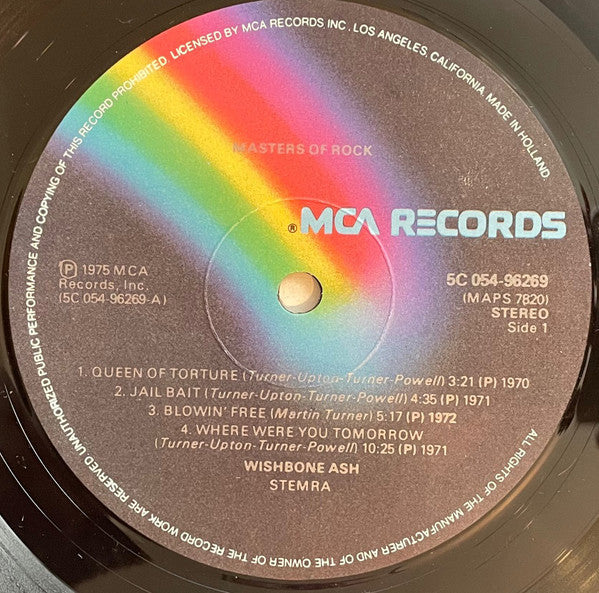 UNAUTHORIZED PUBLIC PERFORMANCE AND COPYING OF THIS RECORD PROHIBITED. LICENSED BY MCA RECORDS INC., LOS ANGELES, CALIFORNIA, MADE IN HOLLAND.
MASTERS OF ROCK
® MCA RECORDS
Ⓟ 1975 MCA
Records, Inc.
(5C 054-96269-A)
5C 054-96269
(MAPS 7820)
STEREO
Side 1
1. QUEEN OF TORTURE (Turner-Upton-Turner-Powell) 3:21 (P) 1970
2. JAIL BAIT (Turner-Upton-Turner-Powell) 4:35 (P) 1971
3. BLOWIN' FREE (Martin Turner) 5:17 (P) 1972
4. WHERE WERE YOU TOMORROW
(Turner-Upton-Turner-Powell) 10:25 (P) 1971
WISHBONE ASH
STEMRA
ALL RIGHTS OF THE MANUFACTURER AND OF THE OWNER OF THE RECORD WORK ARE RESERVED.